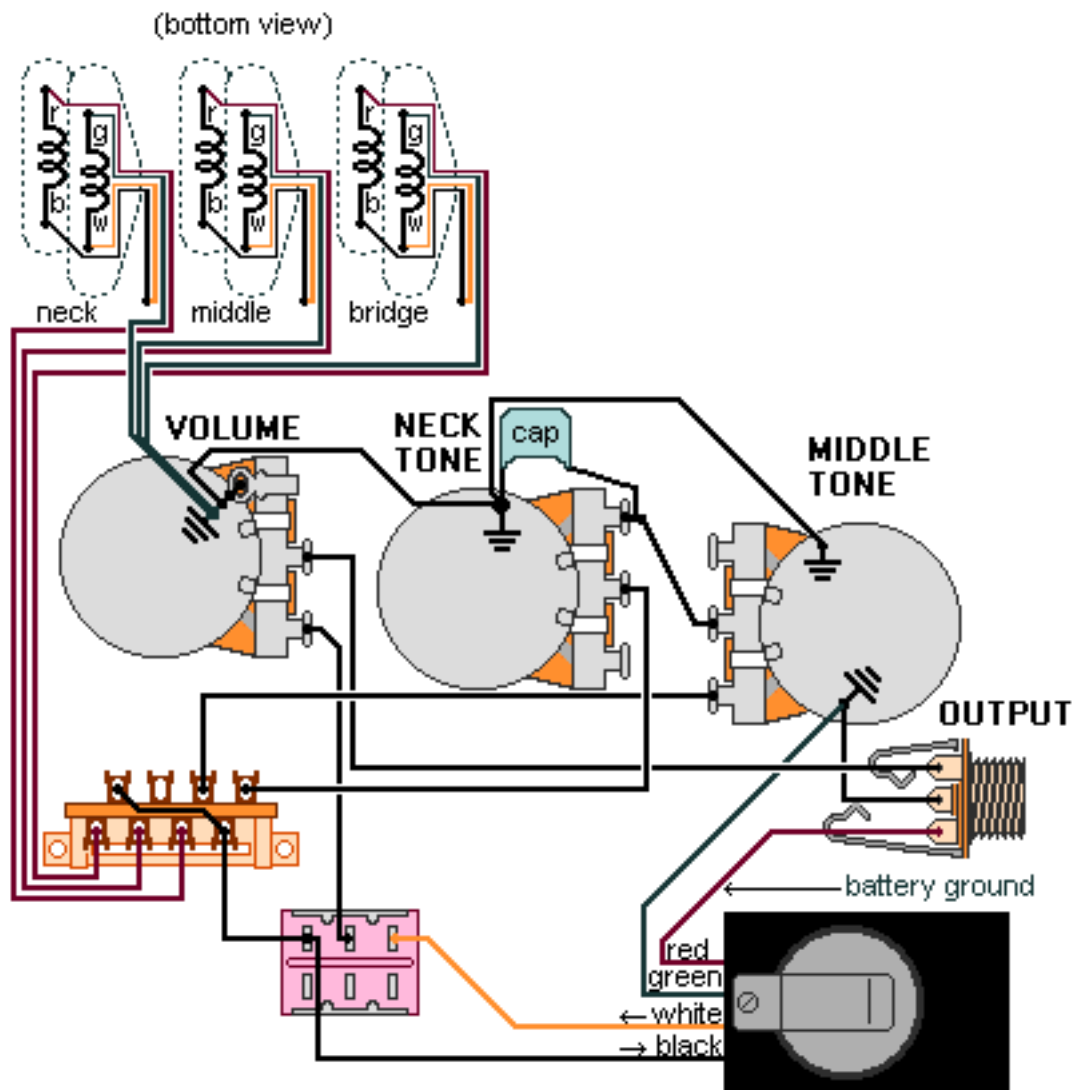 (bottom view)
r
g
b
w
r
g
b
w
r
g
b
w
neck
middle
bridge
VOLUME
NECK
TONE
cap
MIDDLE
TONE
OUTPUT
← battery ground
red
green
← white
→ black